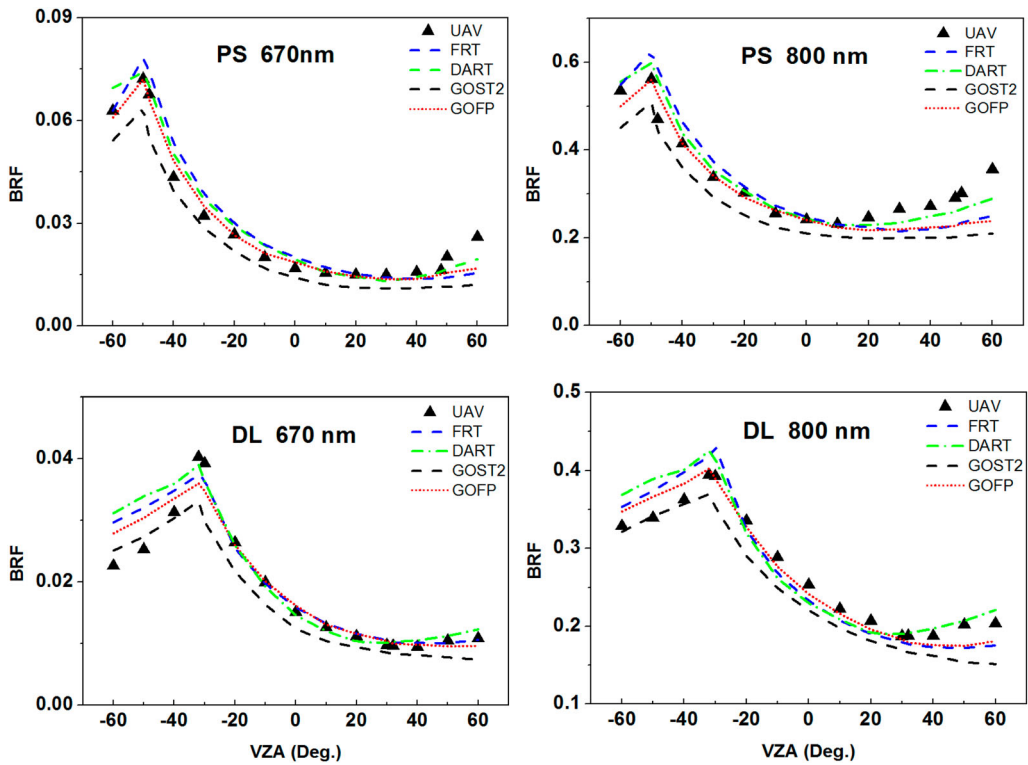 0.09
0.06
0.03
0.00
BRF
PS 670nm
UAV
FRT
DART
GOST2
GOFP
-60 -40 -20 0 20 40 60
0.6
0.4
0.2
0.0
BRF
PS 800 nm
UAV
FRT
DART
GOST2
GOFP
-60 -40 -20 0 20 40 60
0.04
0.02
0.00
BRF
DL 670 nm
UAV
FRT
DART
GOST2
GOFP
-60 -40 -20 0 20 40 60
VZA (Deg.)
0.5
0.4
0.3
0.2
0.1
BRF
DL 800 nm
UAV
FRT
DART
GOST2
GOFP
-60 -40 -20 0 20 40 60
VZA (Deg.)